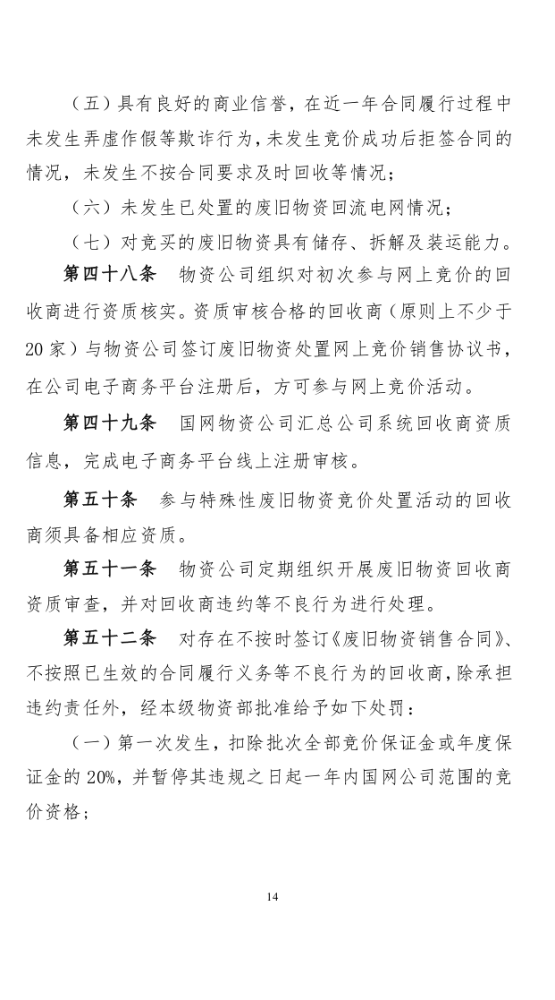 （五）具有良好的商业信誉，在近一年合同履行过程中
未发生弄虚作假等欺诈行为，未发生竞价成功后拒签合同的
情况，未发生不按合同要求及时回收等情况；
（六）未发生已处置的废旧物资回流电网情况；
（七）对竞买的废旧物资具有储存、拆解及装运能力。
第四十八条　物资公司组织对初次参与网上竞价的回
收商进行资质核实。资质审核合格的回收商（原则上不少于
20 家）与物资公司签订废旧物资处置网上竞价销售协议书，
在公司电子商务平台注册后，方可参与网上竞价活动。
第四十九条　国网物资公司汇总公司系统回收商资质
信息，完成电子商务平台线上注册审核。
第五十条　参与特殊性废旧物资竞价处置活动的回收
商须具备相应资质。
第五十一条　物资公司定期组织开展废旧物资回收商
资质审查，并对回收商违约等不良行为进行处理。
第五十二条　对存在不按时签订《废旧物资销售合同》、
不按照已生效的合同履行义务等不良行为的回收商，除承担
违约责任外，经本级物资部批准给予如下处罚：
（一）第一次发生，扣除批次全部竞价保证金或年度保
证金的 20%，并暂停其违规之日起一年内国网公司范围的竞
价资格；
14